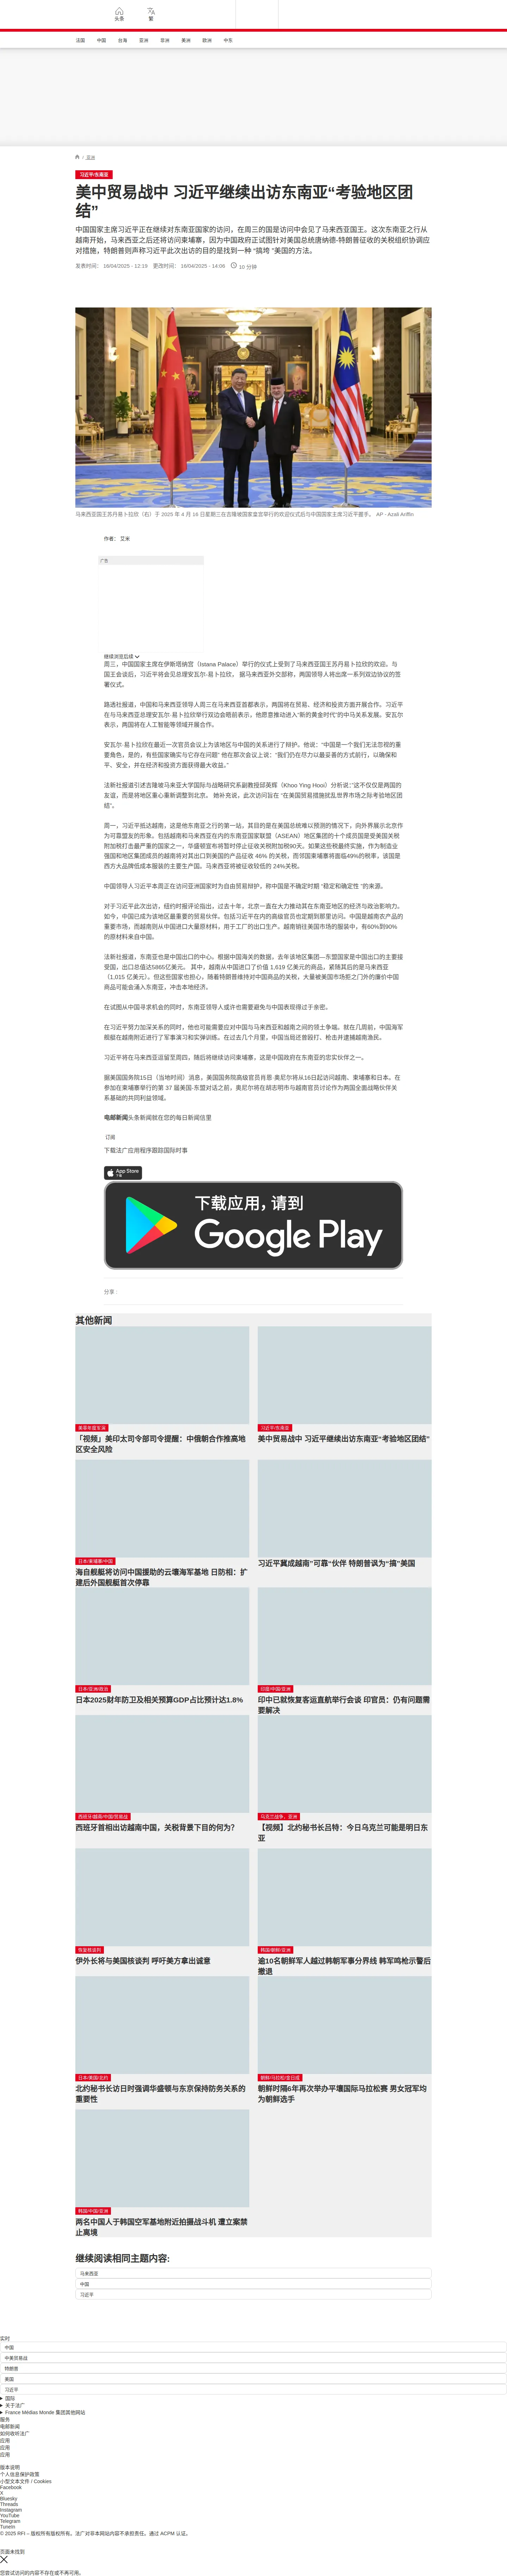 头条
繁
法国
中国
台海
亚洲
非洲
美洲
欧洲
中东
/ 亚洲
习近平/东南亚
美中贸易战中 习近平继续出访东南亚“考验地区团
结”
中国国家主席习近平正在继续对东南亚国家的访问，在周三的国是访问中会见了马来西亚国王。这次东南亚之行从
越南开始，马来西亚之后还将访问柬埔寨，因为中国政府正试图针对美国总统唐纳德·特朗普征收的关税组织协调应
对措施，特朗普则声称习近平此次出访的目的是找到一种 “搞垮 ”美国的方法。
发表时间： 16/04/2025 - 12:19 更改时间： 16/04/2025 - 14:06 10 分钟
马来西亚国王苏丹易卜拉欣（右）于 2025 年 4 月 16 日星期三在吉隆坡国家皇宫举行的欢迎仪式后与中国国家主席习近平握手。 AP - Azali Ariffin
作者： 艾米
广告
继续浏览后续
周三，中国国家主席在伊斯塔纳宫（Istana Palace）举行的仪式上受到了马来西亚国王苏丹易卜拉欣的欢迎。与
国王会谈后，习近平将会见总理安瓦尔·易卜拉欣， 据马来西亚外交部称，两国领导人将出席一系列双边协议的签
署仪式。
路透社报道，中国和马来西亚领导人周三在马来西亚首都表示，两国将在贸易、经济和投资方面开展合作。习近平
在与马来西亚总理安瓦尔·易卜拉欣举行双边会晤前表示，他愿意推动进入“新的黄金时代”的中马关系发展。安瓦尔
表示，两国将在人工智能等领域开展合作。
安瓦尔·易卜拉欣在最近一次官员会议上为该地区与中国的关系进行了辩护。他说：“中国是一个我们无法忽视的重
要角色，是的，有些国家确实与它存在问题” 他在那次会议上说：“我们仍在尽力以最妥善的方式前行，以确保和
平、安全，并在经济和投资方面获得最大收益。”
法新社报道引述吉隆坡马来亚大学国际与战略研究系副教授邱英辉（Khoo Ying Hooi）分析说：“这不仅仅是两国的
友谊，而是将地区重心重新调整到北京。 她补充说，此次访问旨在 “在美国贸易措施扰乱世界市场之际考验地区团
结”。
周一，习近平抵达越南，这是他东南亚之行的第一站，其目的是在美国总统难以预测的情况下，向外界展示北京作
为可靠盟友的形象。包括越南和马来西亚在内的东南亚国家联盟（ASEAN）地区集团的十个成员国是受美国关税
附加税打击最严重的国家之一，华盛顿宣布将暂时停止征收关税附加税90天。如果这些税最终实施，作为制造业
强国和地区集团成员的越南将对其出口到美国的产品征收 46% 的关税，而邻国柬埔寨将面临49%的税率，该国是
西方大品牌低成本服装的主要生产国。马来西亚将被征收较低的 24%关税。
中国领导人习近平本周正在访问亚洲国家时为自由贸易辩护，称中国是不确定时期 “稳定和确定性 ”的来源。
对于习近平此次出访，纽约时报评论指出，过去十年，北京一直在大力推动其在东南亚地区的经济与政治影响力。
如今，中国已成为该地区最重要的贸易伙伴。包括习近平在内的高级官员也定期到那里访问。中国是越南农产品的
重要市场，而越南则从中国进口大量原材料，用于工厂的出口生产。越南销往美国市场的服装中，有60%到90%
的原材料来自中国。
法新社报道，东南亚也是中国出口的中心。根据中国海关的数据，去年该地区集团—东盟国家是中国出口的主要接
受国，出口总值达5865亿美元。 其中，越南从中国进口了价值 1,619 亿美元的商品，紧随其后的是马来西亚
（1,015 亿美元）。但这些国家也担心，随着特朗普维持对中国商品的关税，大量被美国市场拒之门外的廉价中国
商品可能会涌入东南亚，冲击本地经济。
在试图从中国寻求机会的同时，东南亚领导人或许也需要避免与中国表现得过于亲密。
在习近平努力加深关系的同时，他也可能需要应对中国与马来西亚和越南之间的领土争端。就在几周前，中国海军
舰艇在越南附近进行了军事演习和实弹训练。在过去几个月里，中国当局还曾殴打、枪击并逮捕越南渔民。
习近平将在马来西亚逗留至周四，随后将继续访问柬埔寨，这是中国政府在东南亚的忠实伙伴之一。
据美国国务院15日（当地时间）消息，美国国务院高级官员肖恩·奥尼尔将从16日起访问越南、柬埔寨和日本。在
参加在柬埔寨举行的第 37 届美国-东盟对话之前，奥尼尔将在胡志明市与越南官员讨论作为两国全面战略伙伴关
系基础的共同利益领域。
电邮新闻头条新闻就在您的每日新闻信里
订阅
下载法广应用程序跟踪国际时事
App Store
下载
下载应用，请到
Google Play
分享 :
其他新闻
美菲年度军演
「视频」美印太司令部司令提醒：中俄朝合作推高地
区安全风险
习近平/东南亚
美中贸易战中 习近平继续出访东南亚“考验地区团结”
日本/柬埔寨/中国
海自舰艇将访问中国援助的云壤海军基地 日防相：扩
建后外国舰艇首次停靠
习近平冀成越南”可靠“伙伴 特朗普讽为“搞”美国
日本/亚洲/政治
日本2025财年防卫及相关预算GDP占比预计达1.8%
印度/中国/亚洲
印中已就恢复客运直航举行会谈 印官员：仍有问题需
要解决
西班牙/越南/中国/贸易战
西班牙首相出访越南中国，关税背景下目的何为？
乌克兰战争、亚洲
【视频】北约秘书长吕特：今日乌克兰可能是明日东
亚
恢复核谈判
伊外长将与美国核谈判 呼吁美方拿出诚意
韩国/朝鲜/亚洲
逾10名朝鲜军人越过韩朝军事分界线 韩军鸣枪示警后
撤退
日本/美国/北约
北约秘书长访日时强调华盛顿与东京保持防务关系的
重要性
朝鲜/马拉松/金日成
朝鲜时隔6年再次举办平壤国际马拉松赛 男女冠军均
为朝鲜选手
韩国/中国/亚洲
两名中国人于韩国空军基地附近拍摄战斗机 遭立案禁
止离境
继续阅读相同主题内容:
马来西亚
中国
习近平
实时
中国
中美贸易战
特朗普
美国
习近平
国际
关于法广
France Médias Monde 集团其他网站
服务
电邮新闻
如何收听法广
应用
应用
应用
版本说明
个人信息保护政策
小型文本文件 / Cookies
Facebook
X
Bluesky
Threads
Instagram
YouTube
Telegram
TuneIn
© 2025 RFI – 版权所有版权所有。法广对非本网站内容不承担责任。通过 ACPM 认证。
页面未找到
您尝试访问的内容不存在或不再可用。